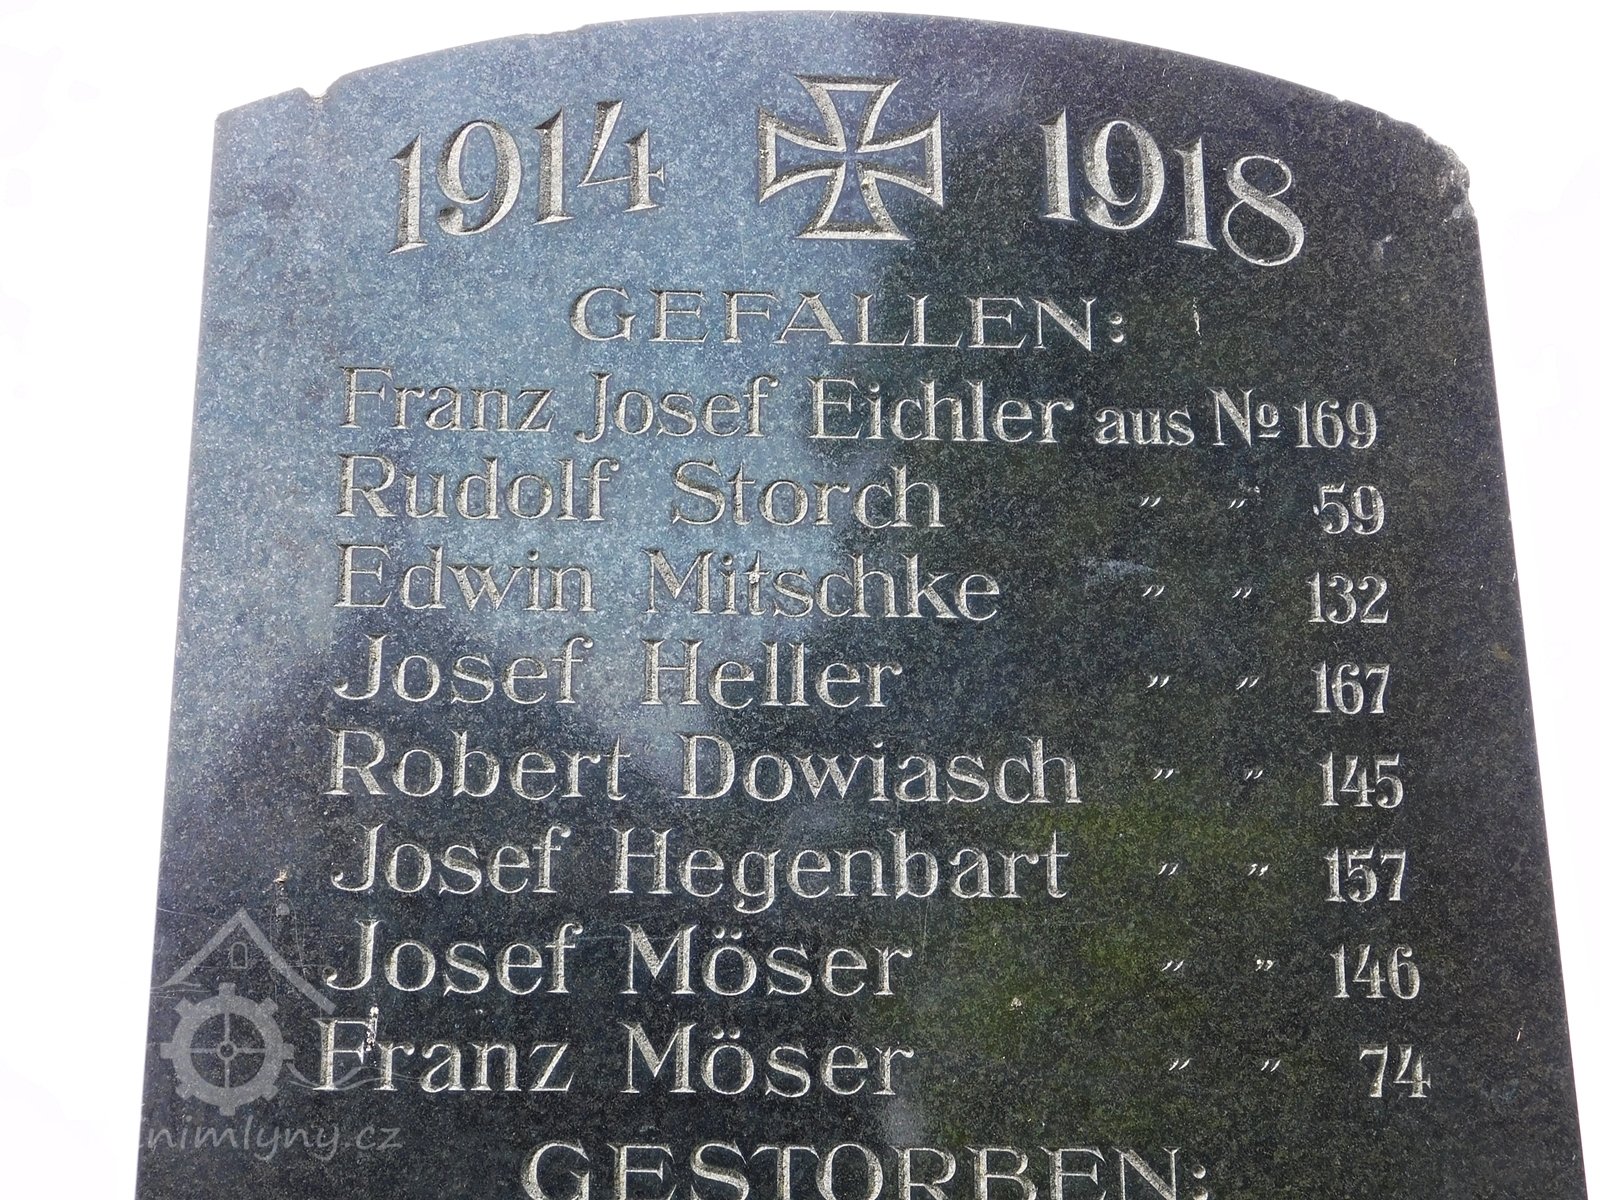 1914 1918
GEFALLEN:
Franz Josef Eichler aus No 169
Rudolf Storch " " 59
Edwin Mitschke " " 132
Josef Heller " " 167
Robert Dowiasch " " 145
Josef Hegenbart " " 157
Josef Möser " " 146
Franz Möser " " 74
GESTORBEN:
nimlyny.cz